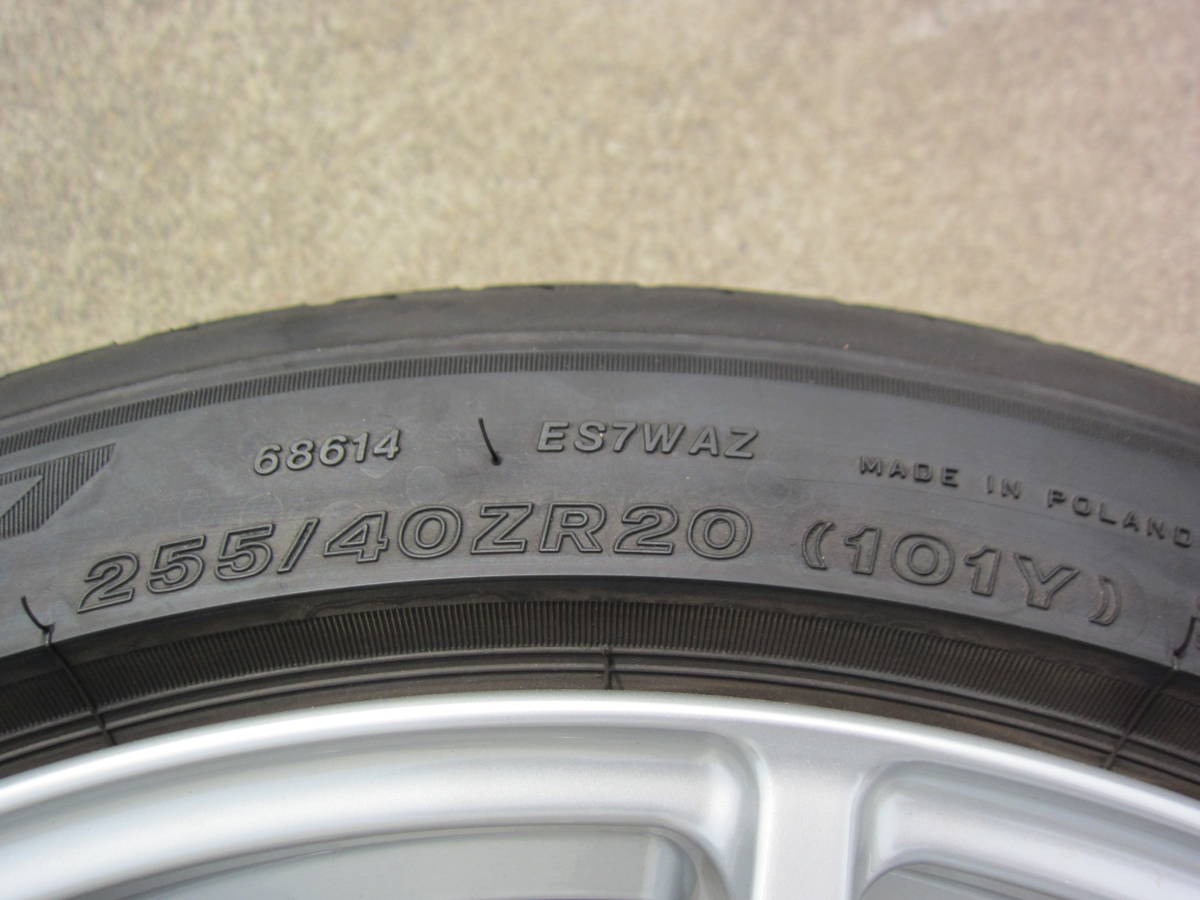 68614 ES7WAZ MADE IN POLAND
255/40ZR20 (101Y)